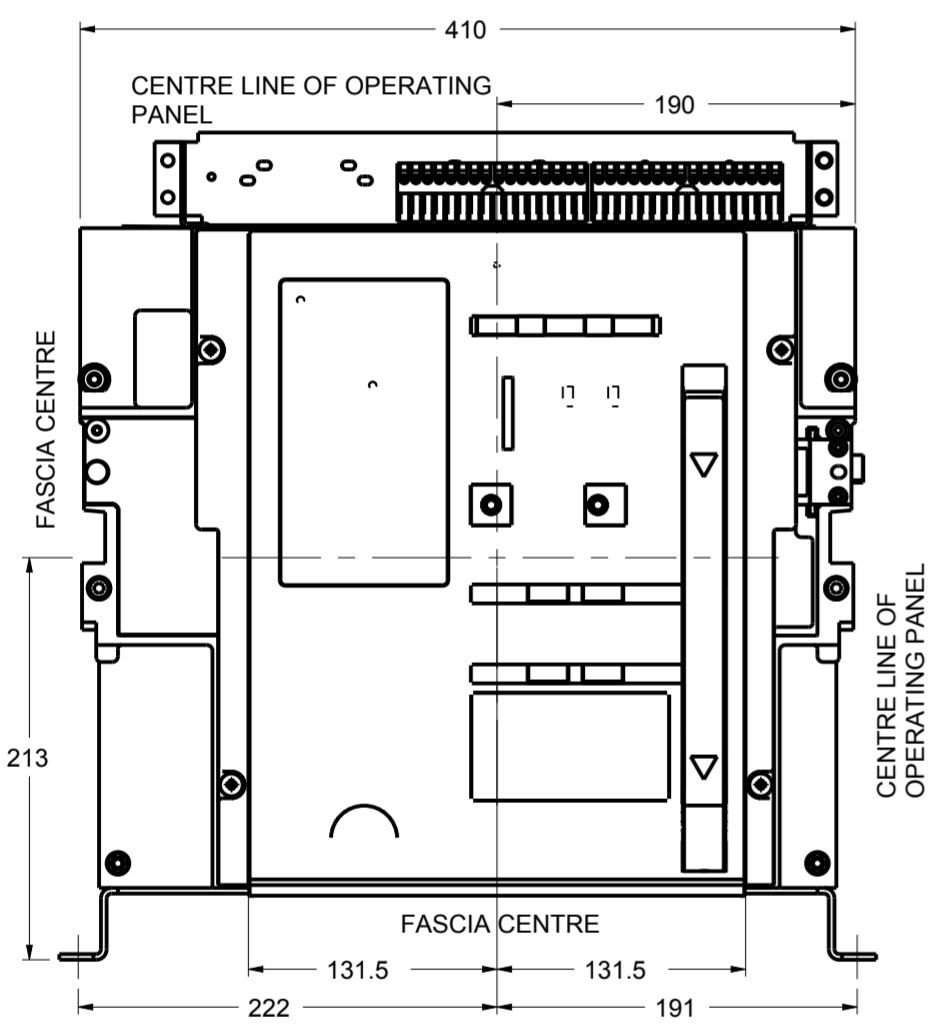 410
CENTRE LINE OF OPERATING
PANEL
190
FASCIA CENTRE
CENTRE LINE OF
OPERATING PANEL
213
FASCIA CENTRE
131.5
131.5
222
191